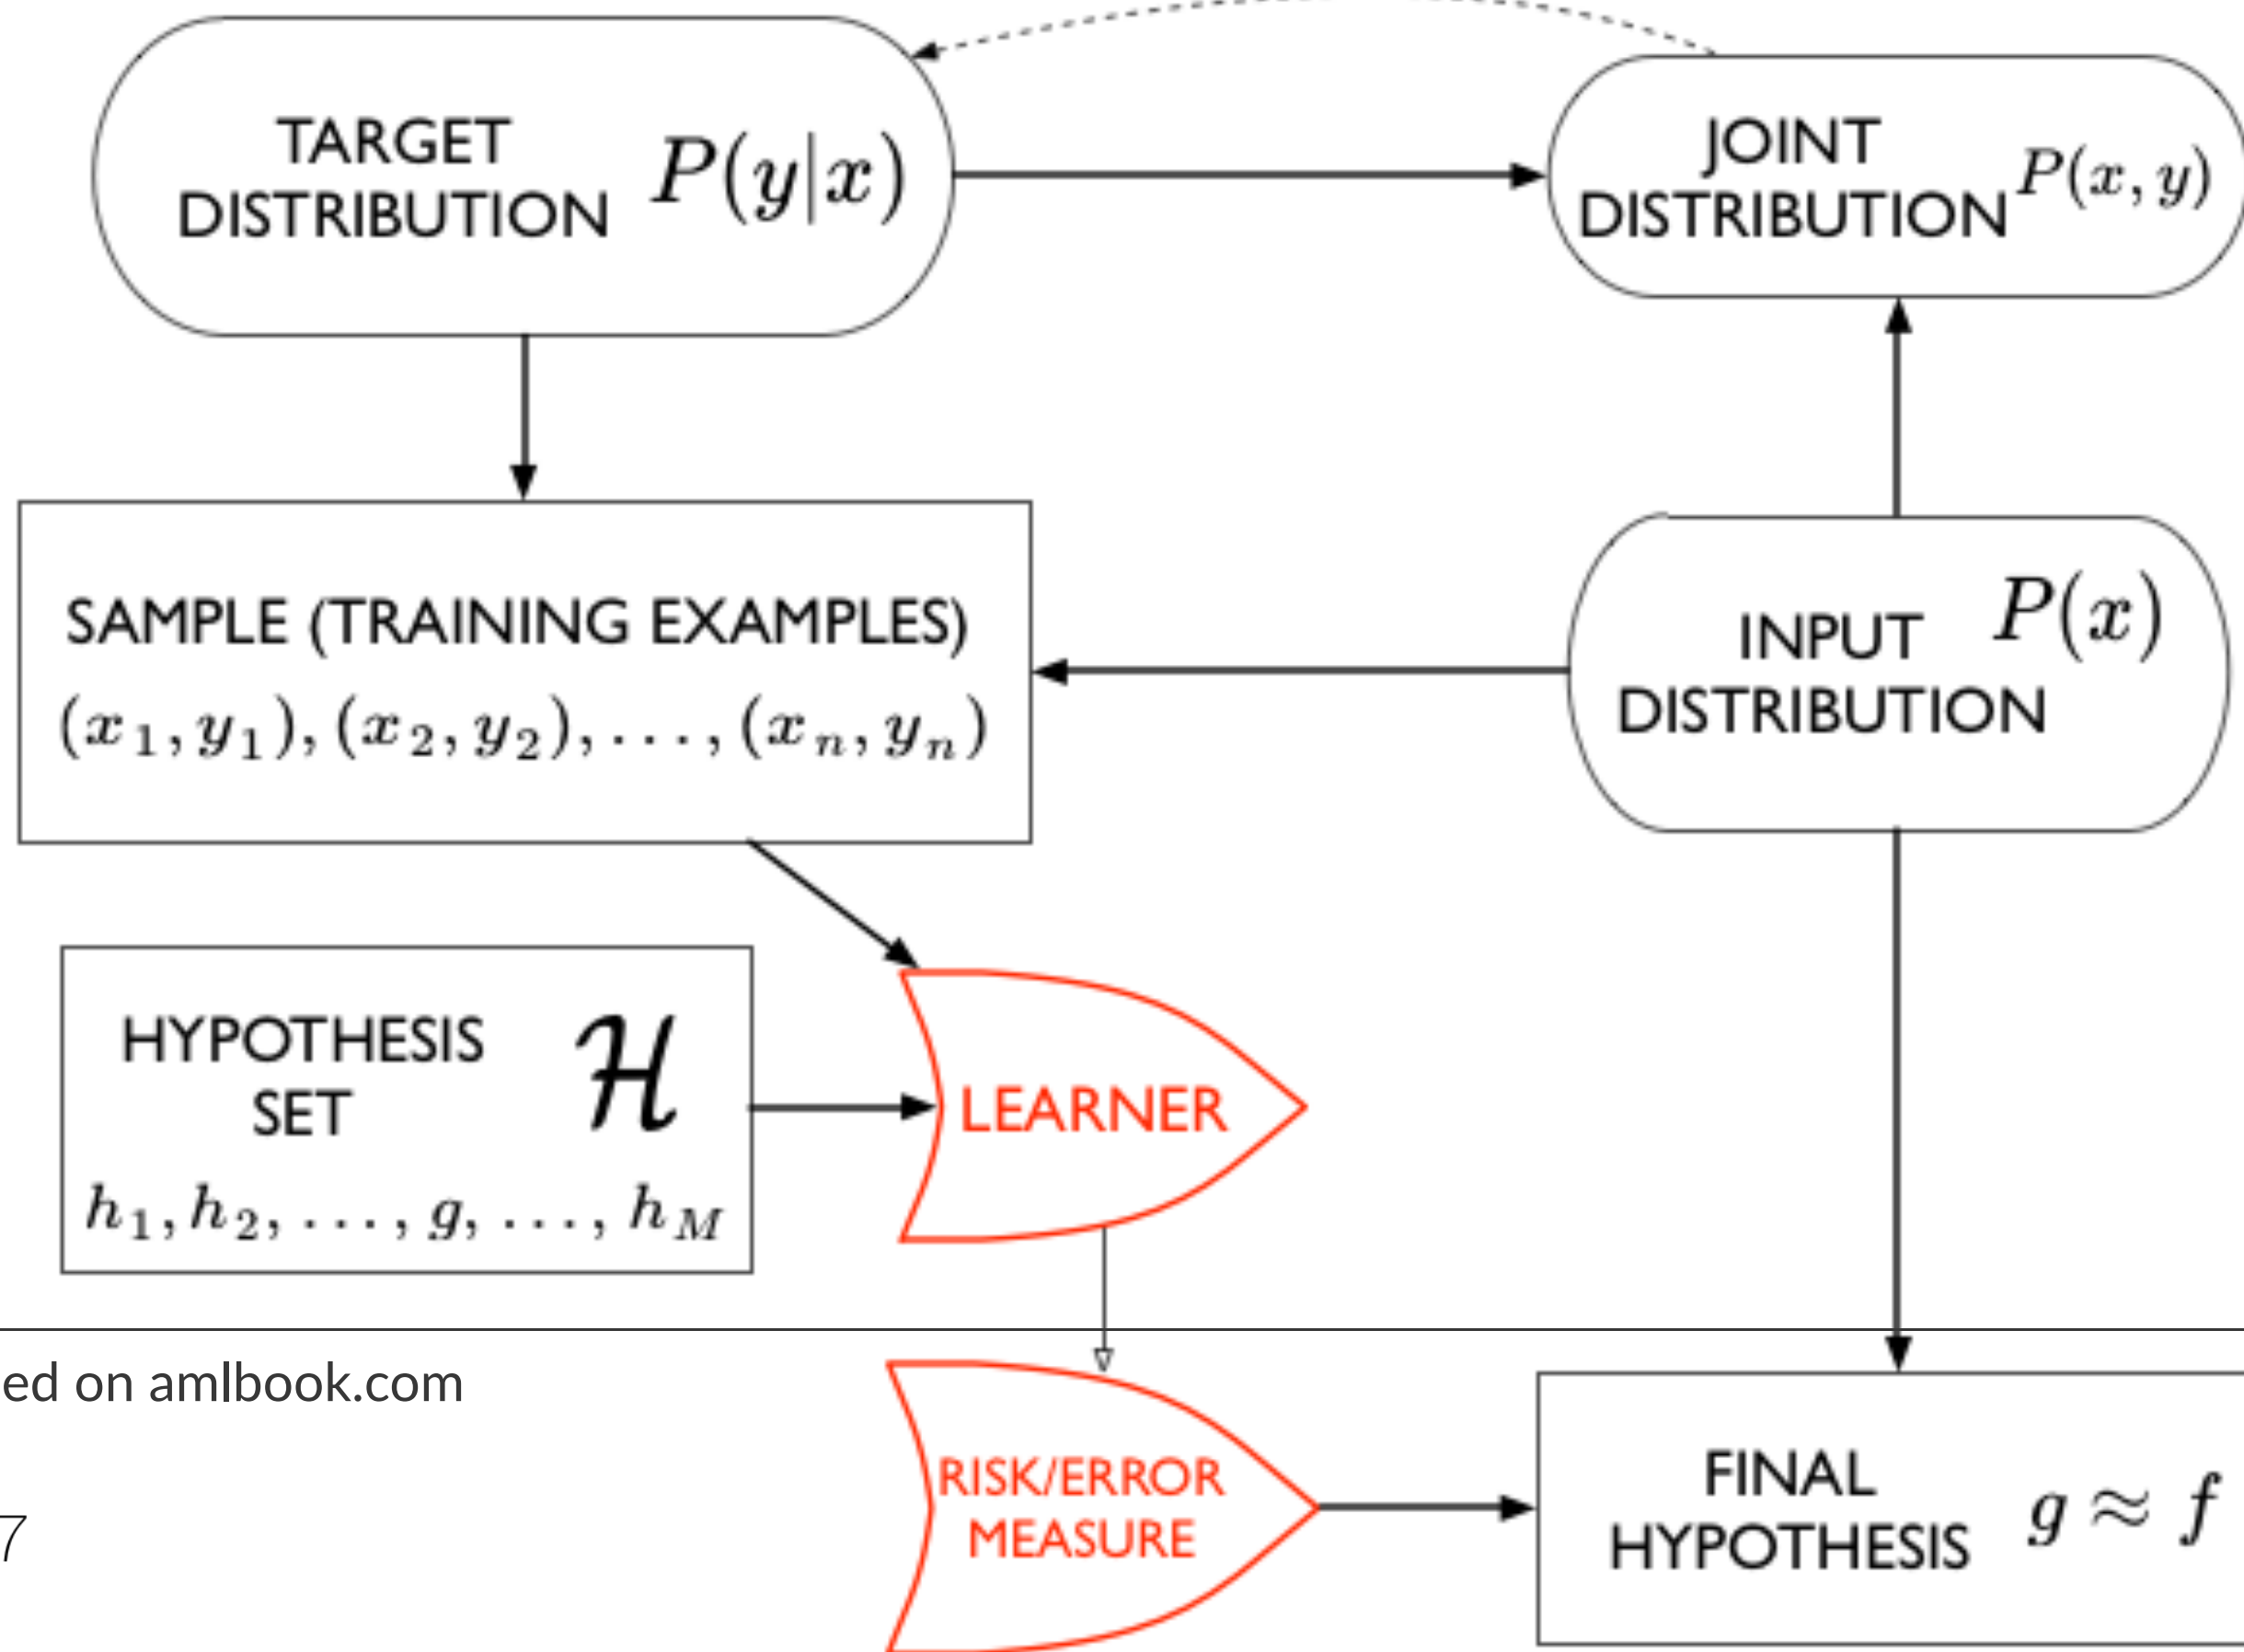 TARGET
DISTRIBUTION P(y|x)
JOINT
DISTRIBUTION P(x, y)
SAMPLE (TRAINING EXAMPLES)
(x₁, y₁), (x₂, y₂), . . . , (xₙ, yₙ)
INPUT P(x)
DISTRIBUTION
HYPOTHESIS
SET ℋ
h₁, h₂, . . . , g, . . . , h_M
LEARNER
ed on amlbook.com
RISK/ERROR
MEASURE
FINAL
HYPOTHESIS g ≈ f
7